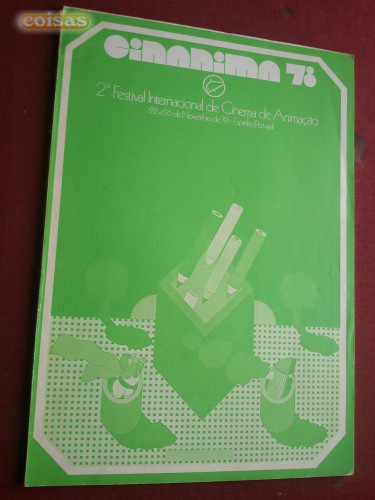 coisas
CINANIMA 78
2º Festival Internacional de Cinema de Animação
22 a 26 de Novembro de 78 - Espinho Portugal